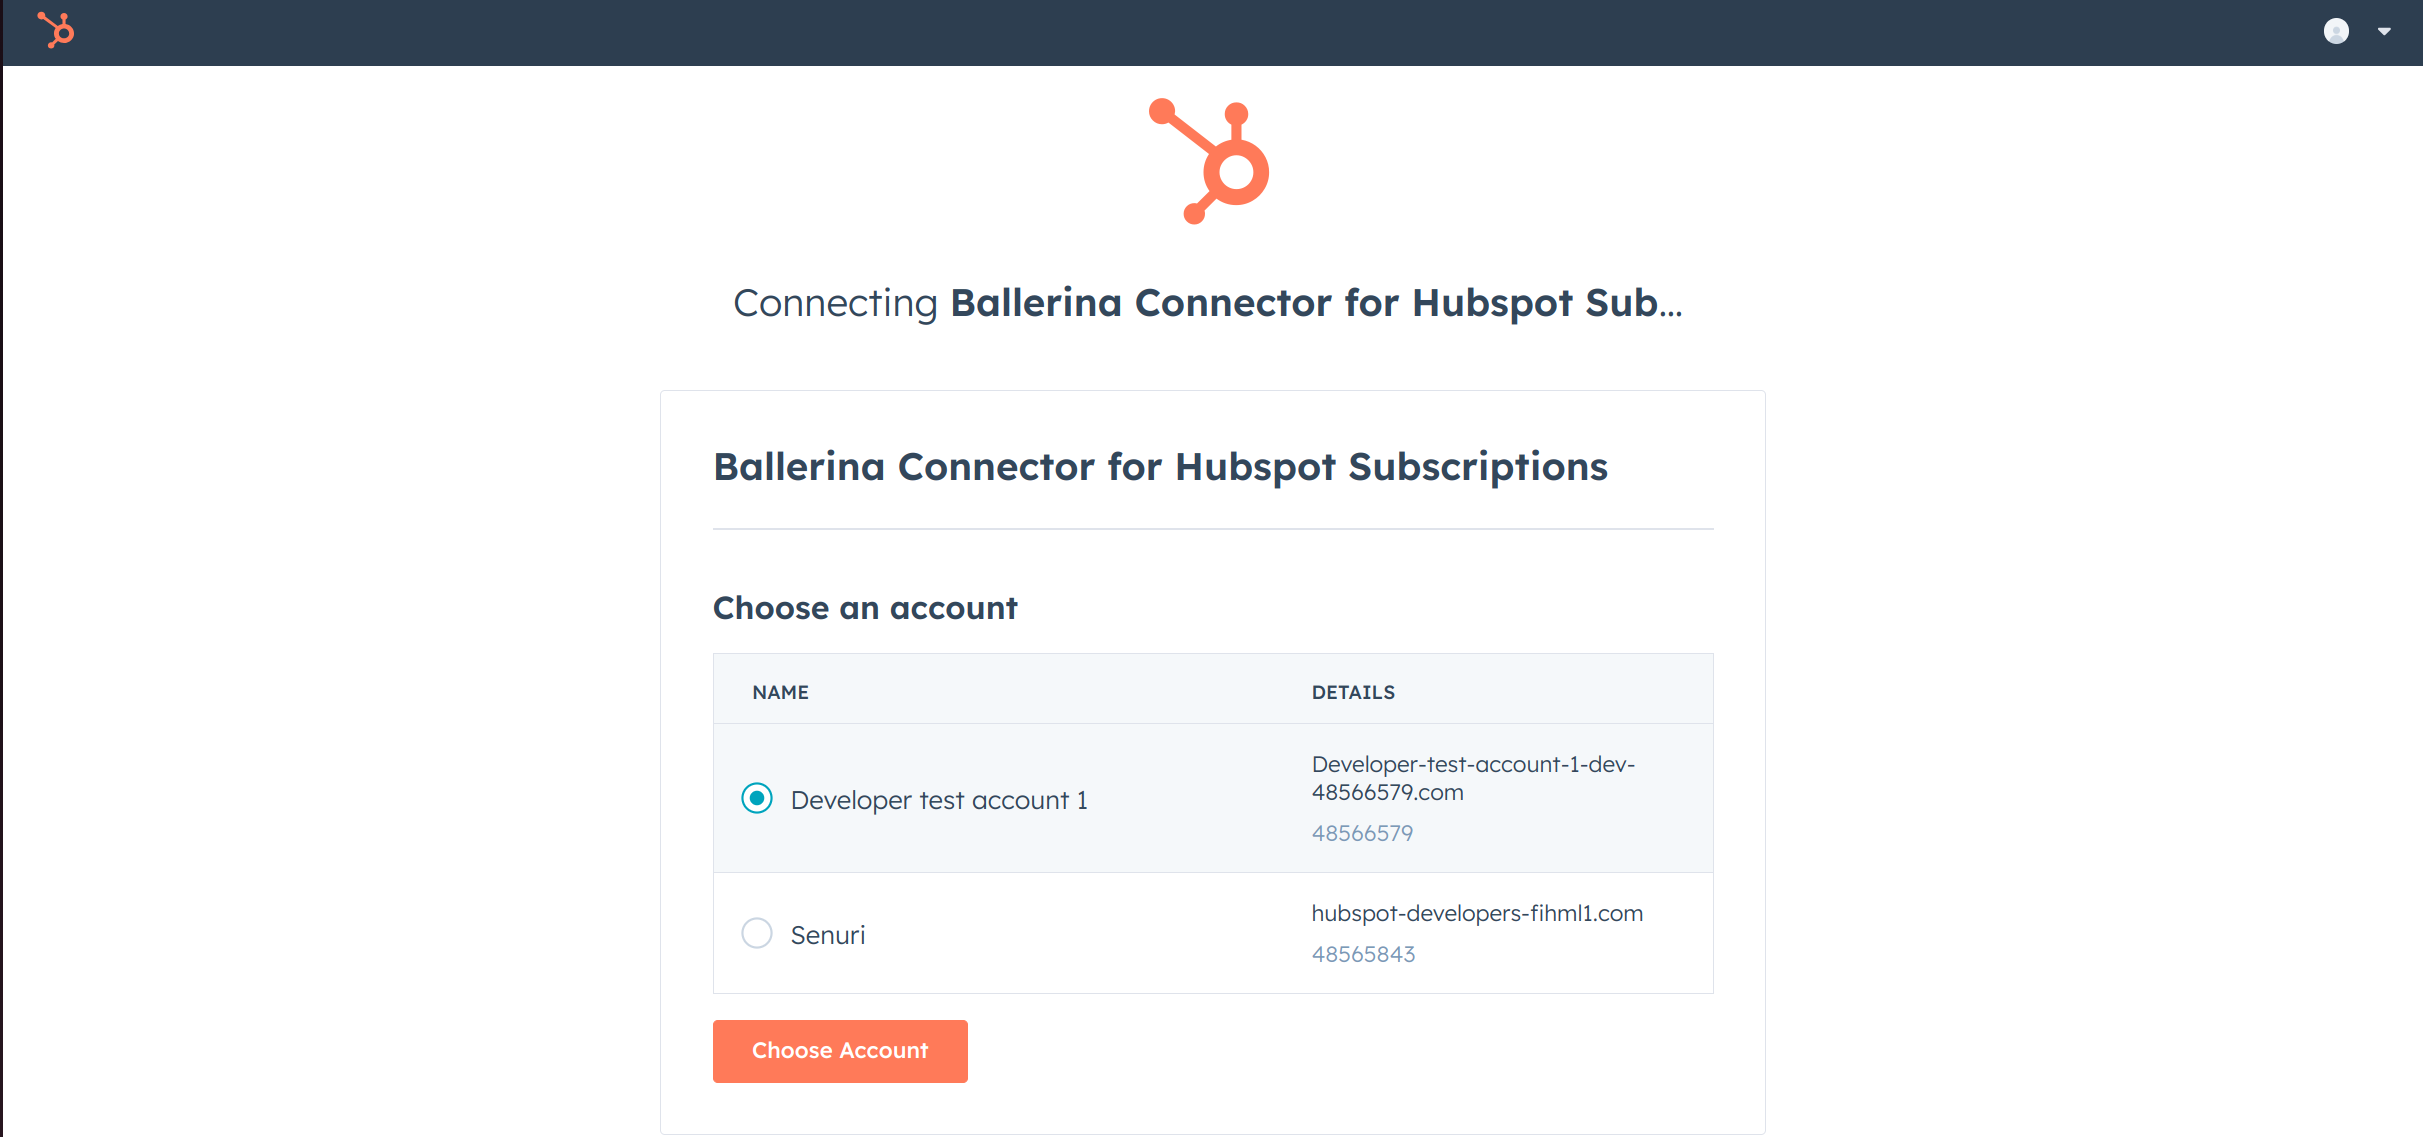 Connecting Ballerina Connector for Hubspot Sub...
Ballerina Connector for Hubspot Subscriptions
Choose an account
NAME DETAILS
Developer test account 1
Developer-test-account-1-dev-
48566579.com
48566579
Senuri
hubspot-developers-fihml1.com
48565843
Choose Account